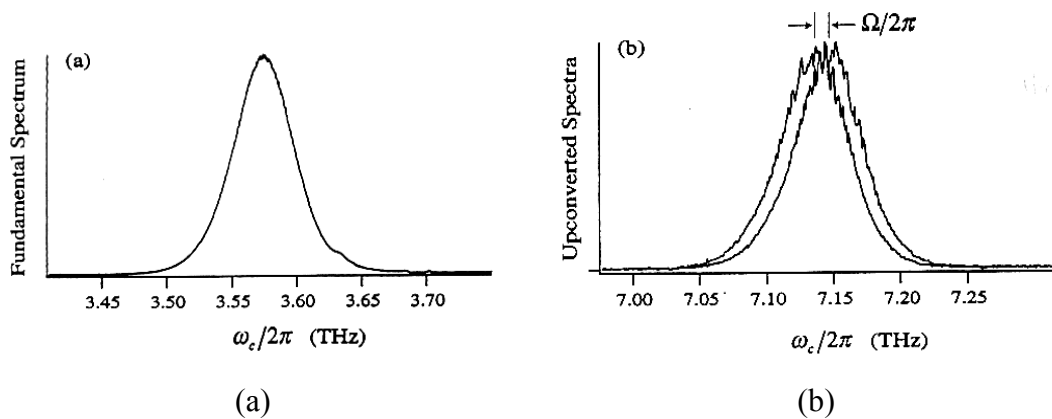 (a)
Fundamental Spectrum
3.45 3.50 3.55 3.60 3.65 3.70
ω_c/2π (THz)
(a)
Ω/2π
(b)
Upconverted Spectra
7.00 7.05 7.10 7.15 7.20 7.25
ω_c/2π (THz)
(b)